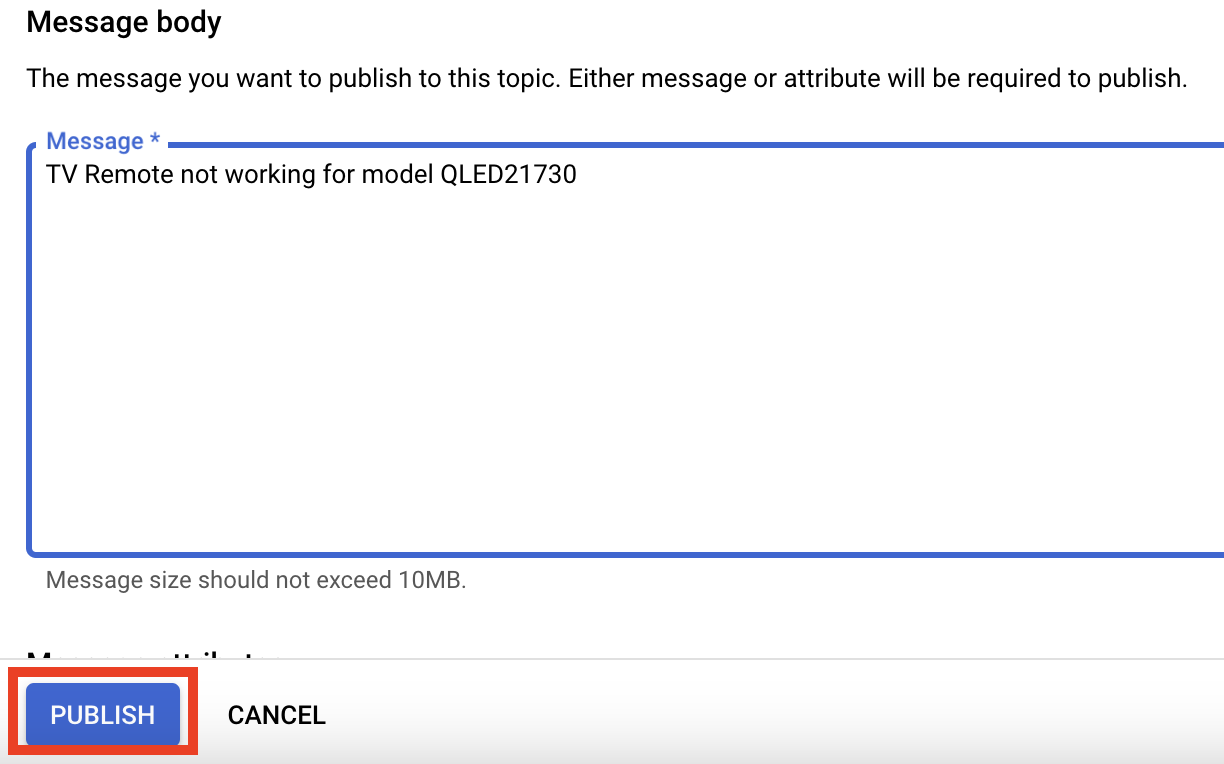 Message body
The message you want to publish to this topic. Either message or attribute will be required to publish.
Message *
TV Remote not working for model QLED21730
Message size should not exceed 10MB.
PUBLISH
CANCEL